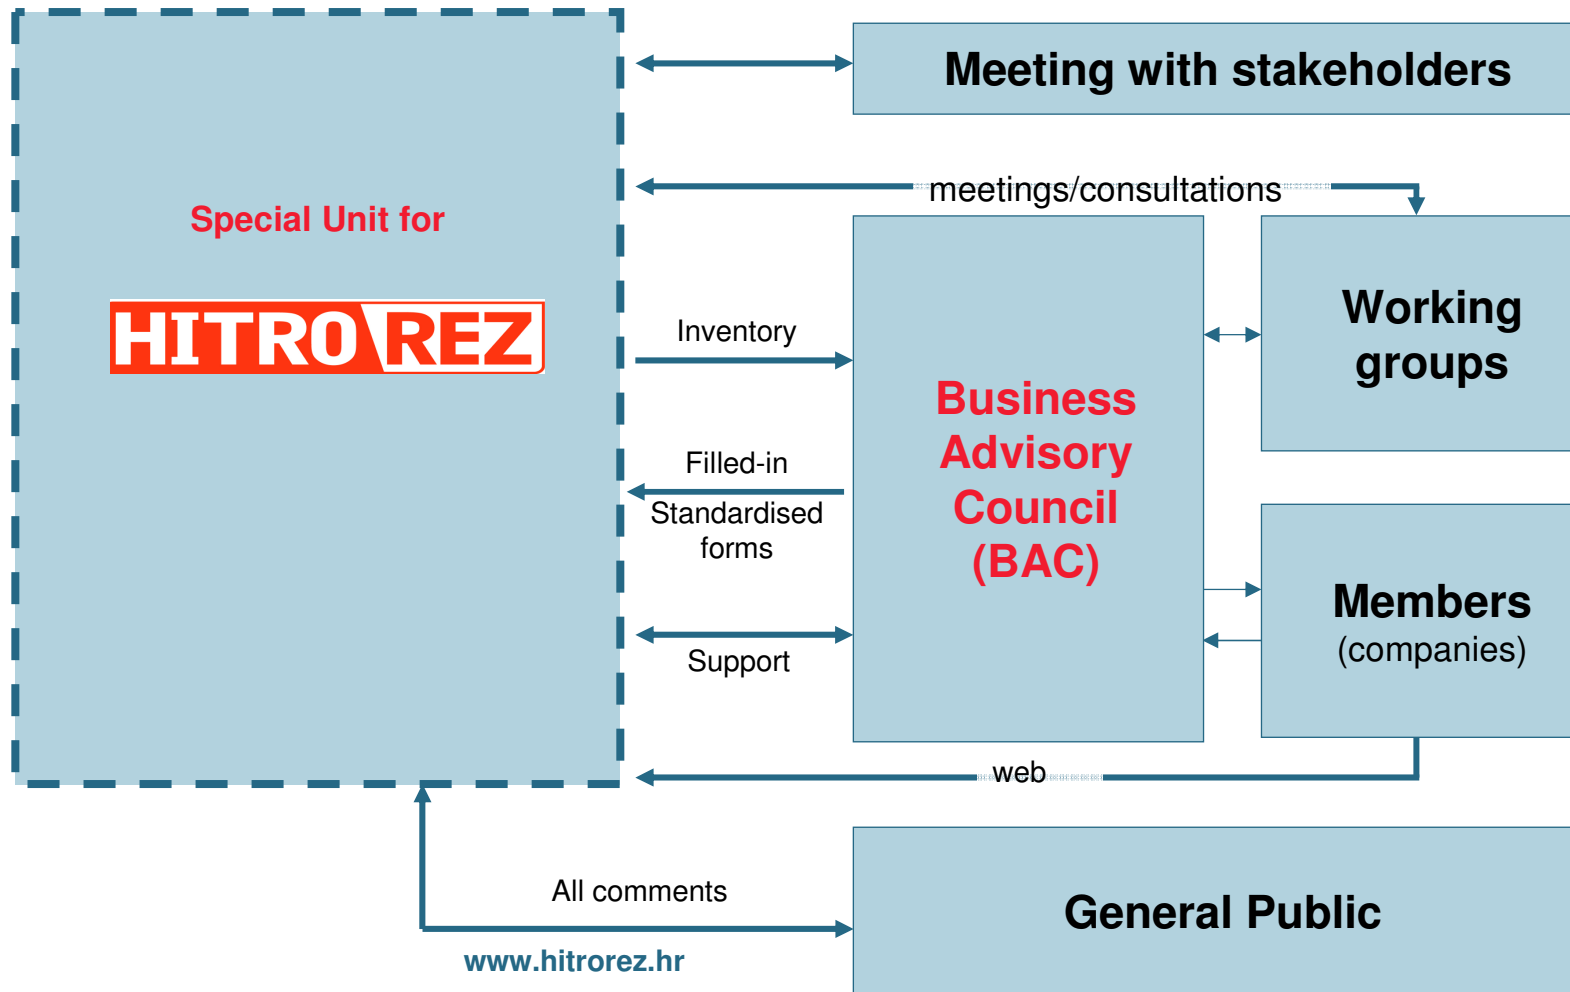 Meeting with stakeholders
meetings/consultations
Special Unit for
HITRO REZ
Inventory
Filled-in
Standardised
forms
Support
Business
Advisory
Council
(BAC)
Working
groups
Members
(companies)
web
All comments
www.hitrorez.hr
General Public